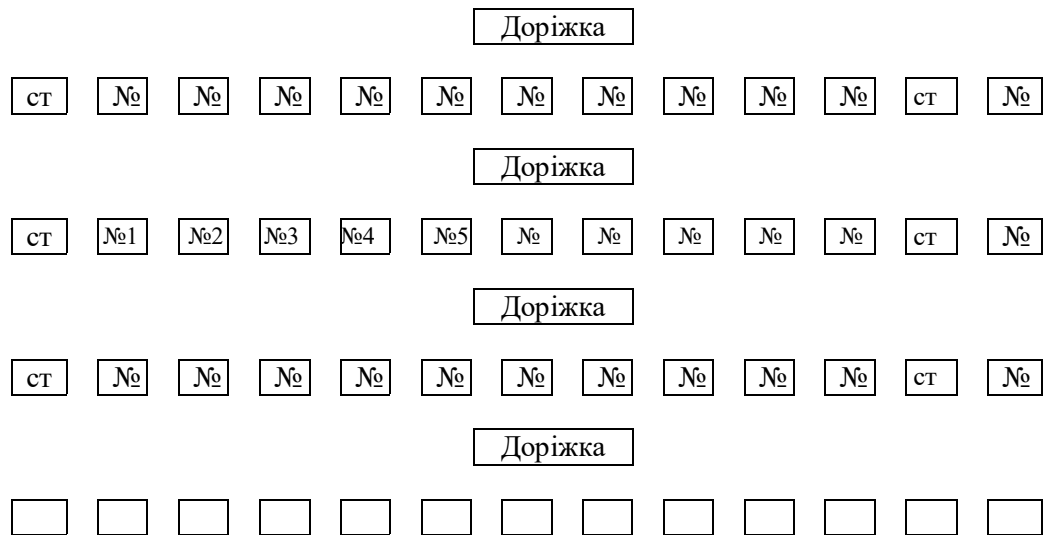 Доріжка
ст № № № № № № № № № № ст №
Доріжка
ст №1 №2 №3 №4 №5 № № № № № ст №
Доріжка
ст № № № № № № № № № № ст №
Доріжка